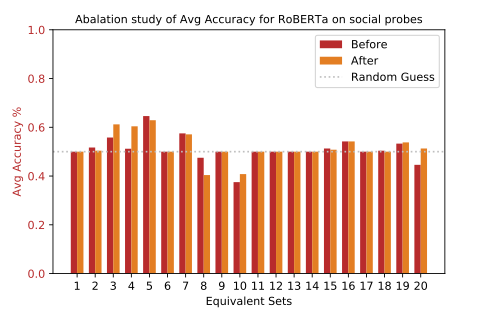 Abalation study of Avg Accuracy for RoBERTa on social probes
Before
After
Random Guess
Avg Accuracy %
1.0
0.8
0.6
0.4
0.2
0.0
1 2 3 4 5 6 7 8 9 10 11 12 13 14 15 16 17 18 19 20
Equivalent Sets